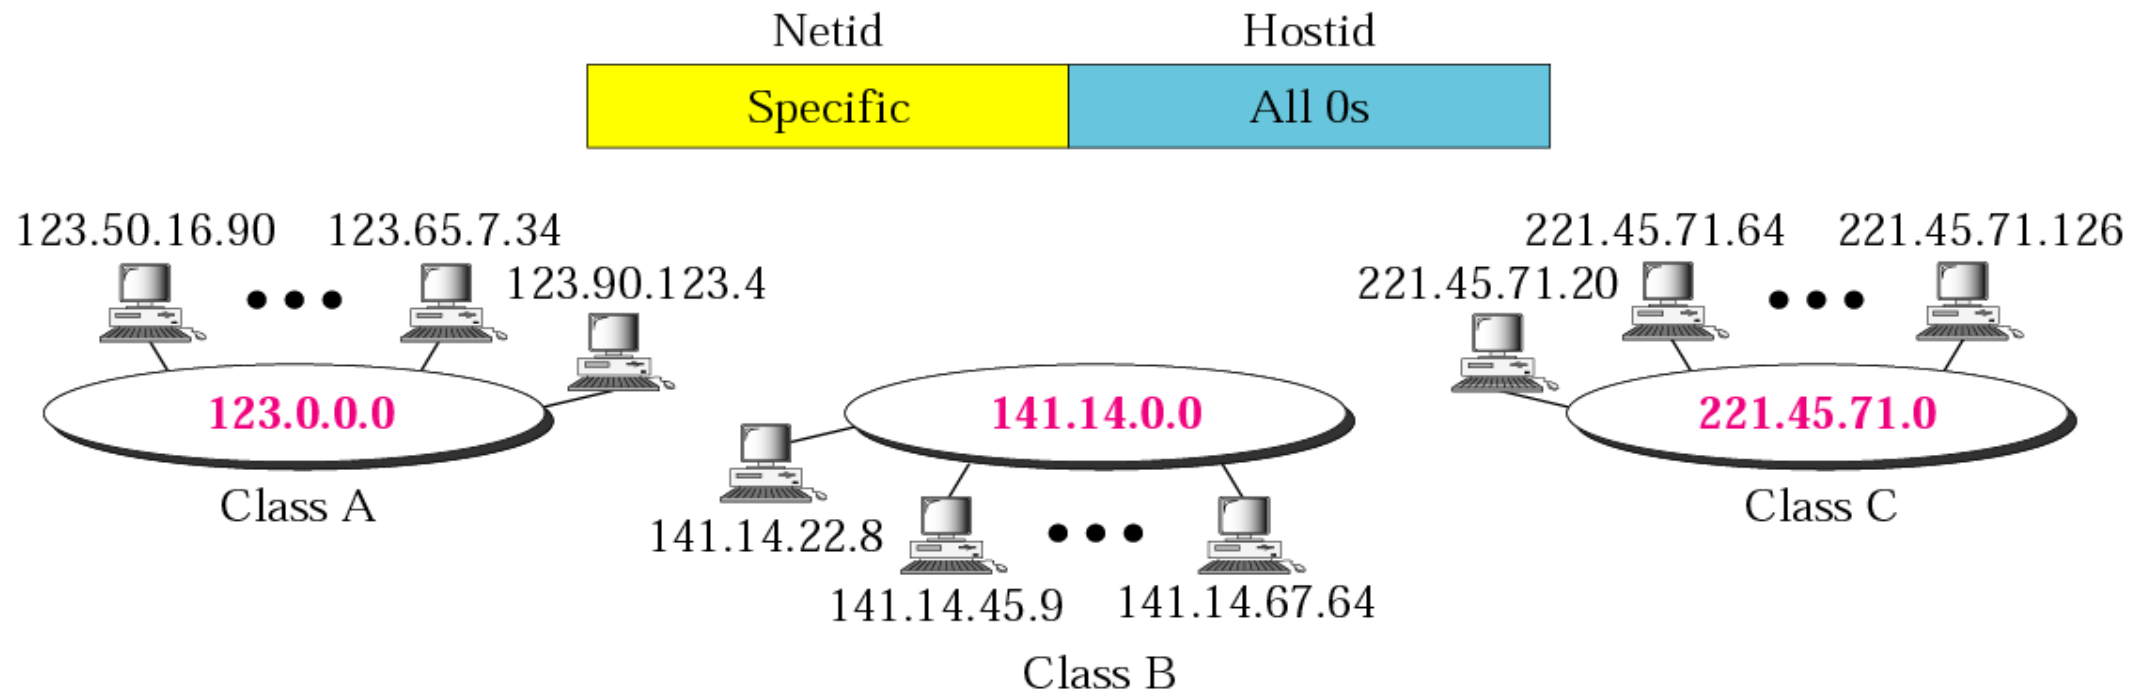 Netid Hostid
Specific All 0s
123.50.16.90 123.65.7.34
123.90.123.4
123.0.0.0
Class A
141.14.0.0
141.14.22.8
141.14.45.9 141.14.67.64
Class B
221.45.71.64 221.45.71.126
221.45.71.20
221.45.71.0
Class C